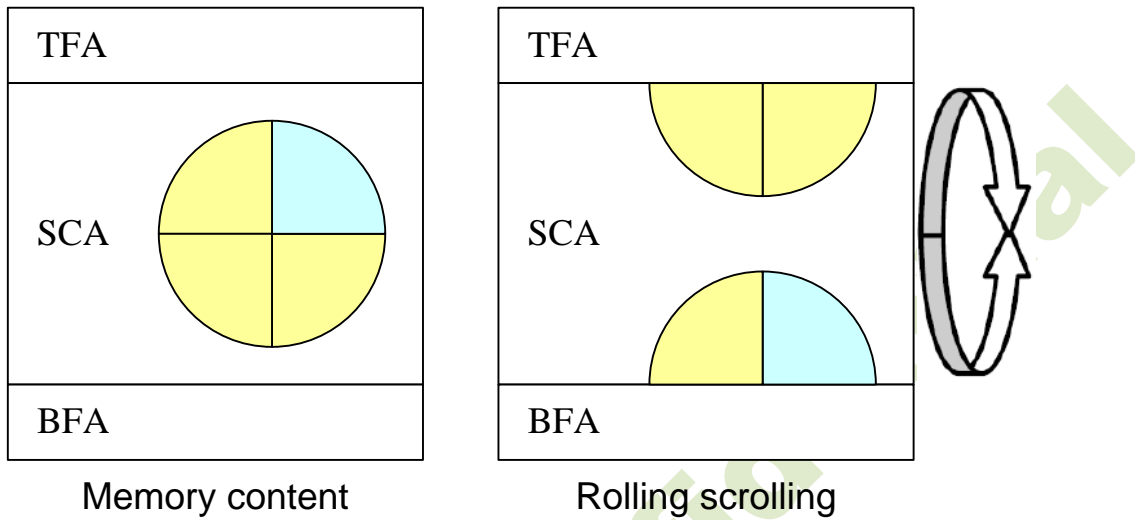 TFA
SCA
BFA
Memory content
TFA
SCA
BFA
Rolling scrolling